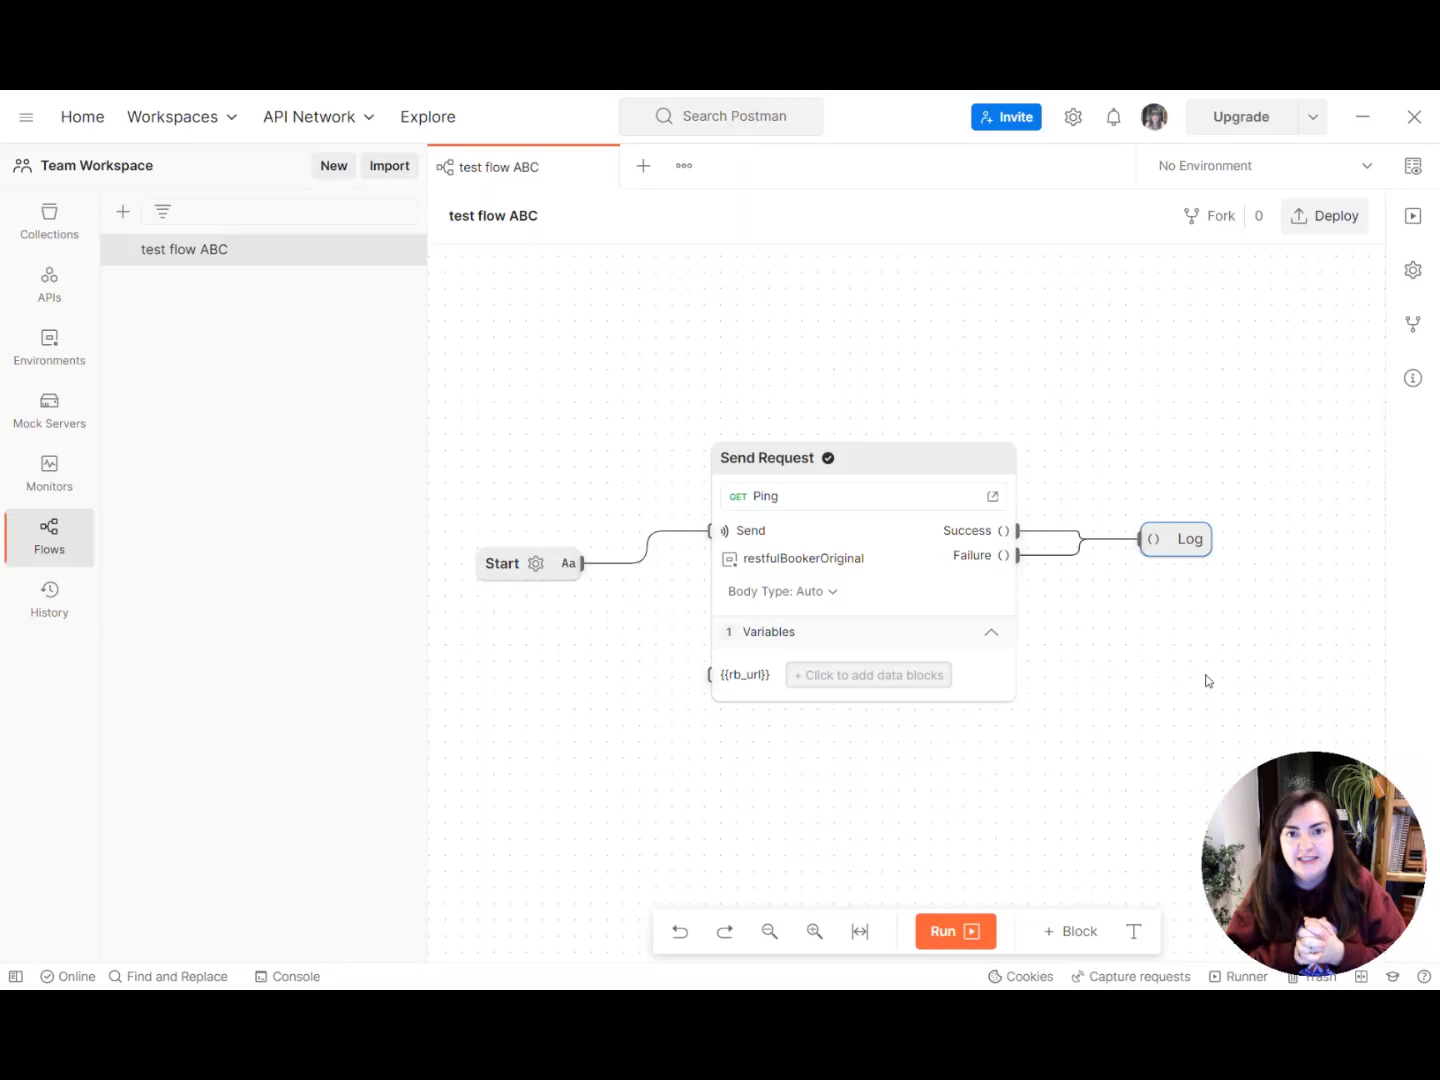 Home Workspaces API Network Explore Search Postman Invite Upgrade
Team Workspace New Import test flow ABC No Environment
test flow ABC Fork 0 Deploy
test flow ABC
Collections
APIs
Environments
Mock Servers
Monitors
Flows
History
Start Aa
Send Request
GET Ping
Send Success ()
restfulBookerOriginal Failure ()
Body Type: Auto
1 Variables
{{rb_url}} + Click to add data blocks
() Log
Run + Block T
Online Find and Replace Console Cookies Capture requests Runner Trash